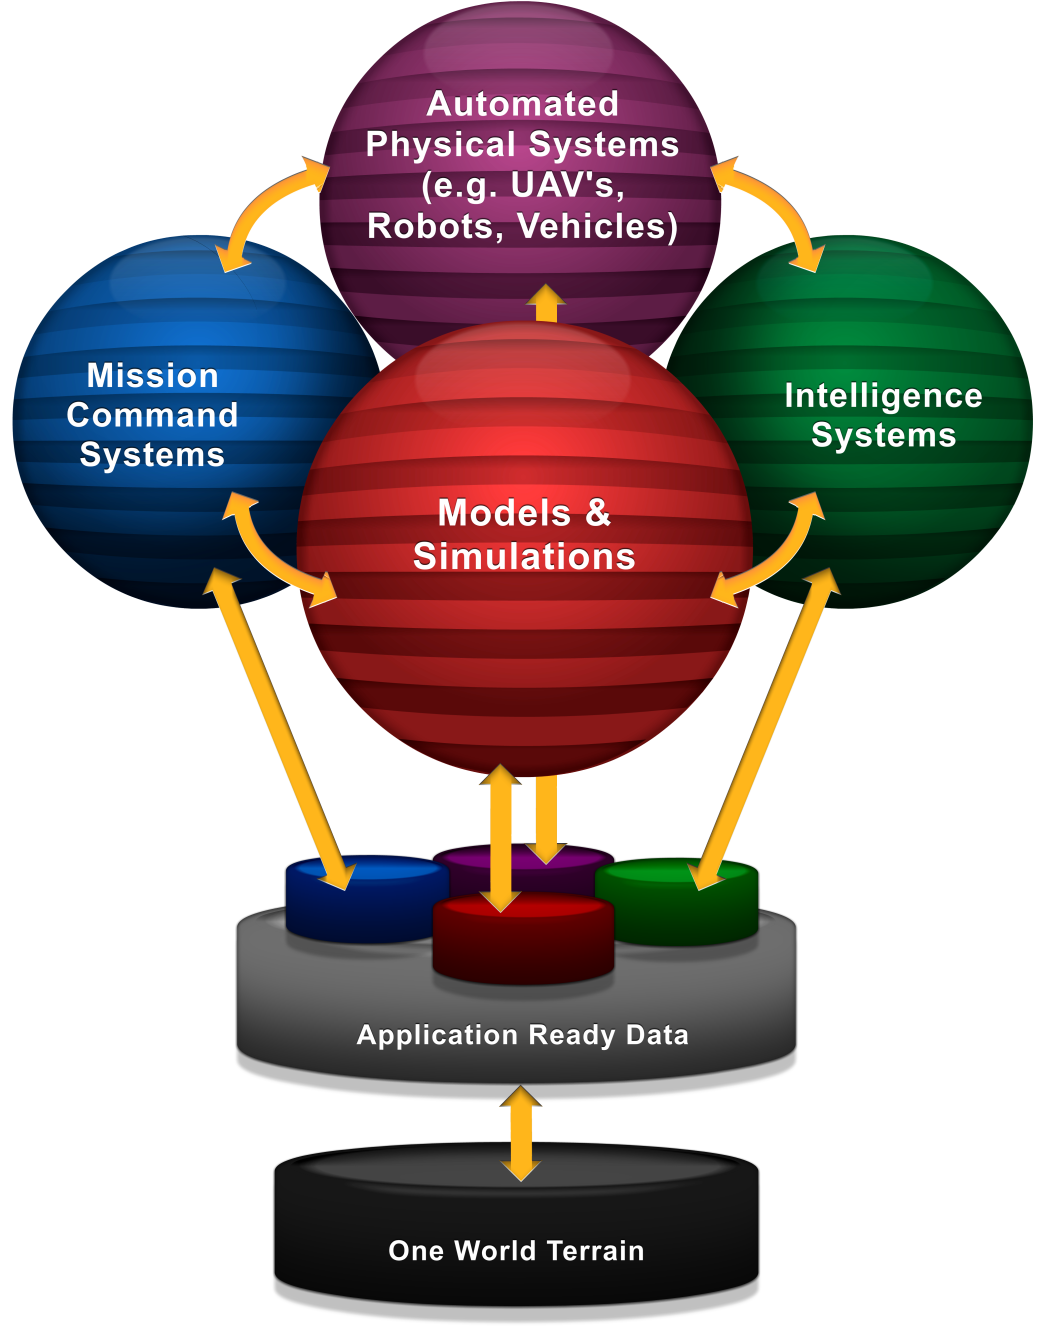 Automated
Physical Systems
(e.g. UAV's,
Robots, Vehicles)
Mission
Command
Systems
Intelligence
Systems
Models &
Simulations
Application Ready Data
One World Terrain